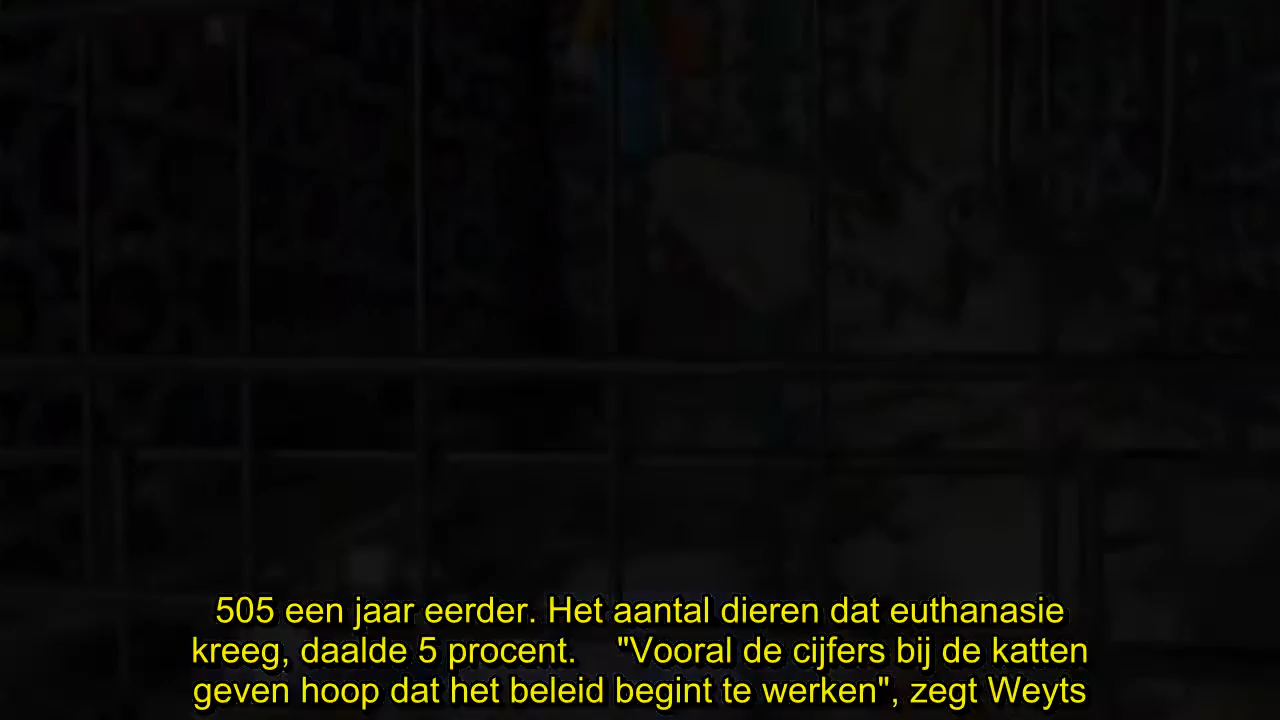 505 een jaar eerder. Het aantal dieren dat euthanasie
kreeg, daalde 5 procent.    "Vooral de cijfers bij de katten
geven hoop dat het beleid begint te werken", zegt Weyts